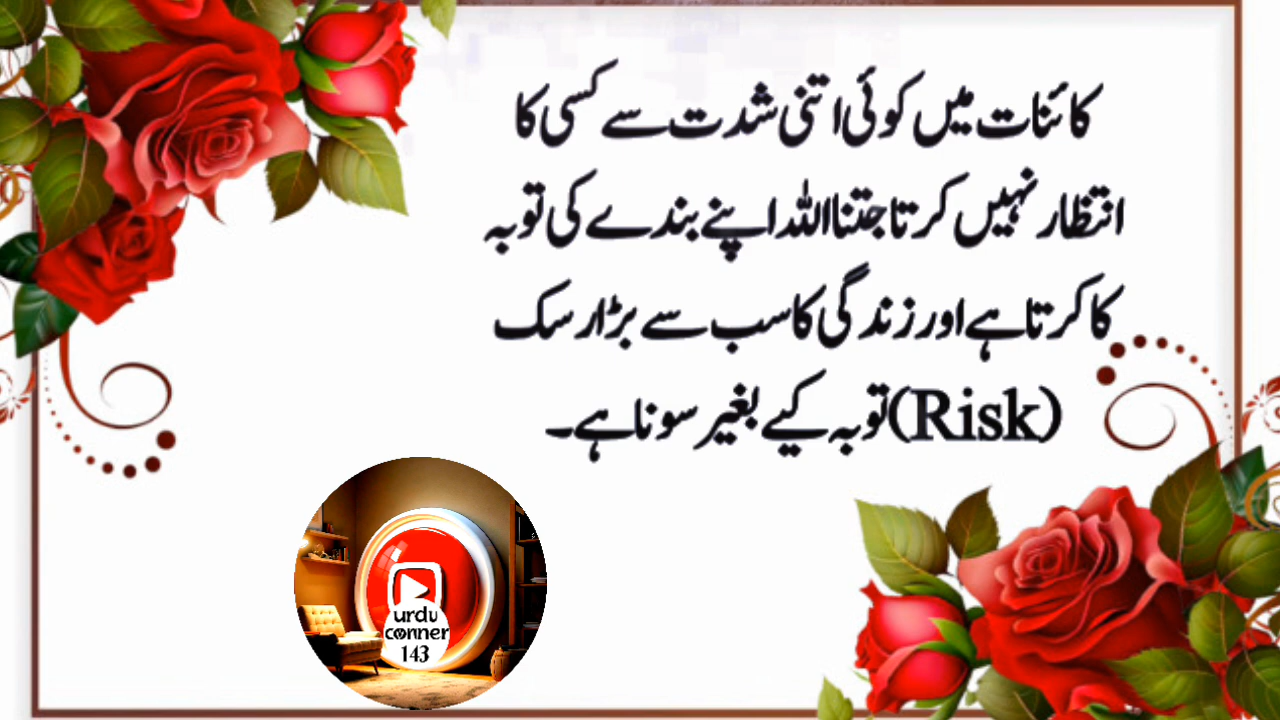 کائنات میں کوئی اتنی شدت سے کسی کا
انتظار نہیں کرتا جتنا اللہ اپنے بندے کی توبہ
کا کرتا ہے اور زندگی کا سب سے بڑا رسک
(Risk) توبہ کیے بغیر سونا ہے۔
urdu
conner
143